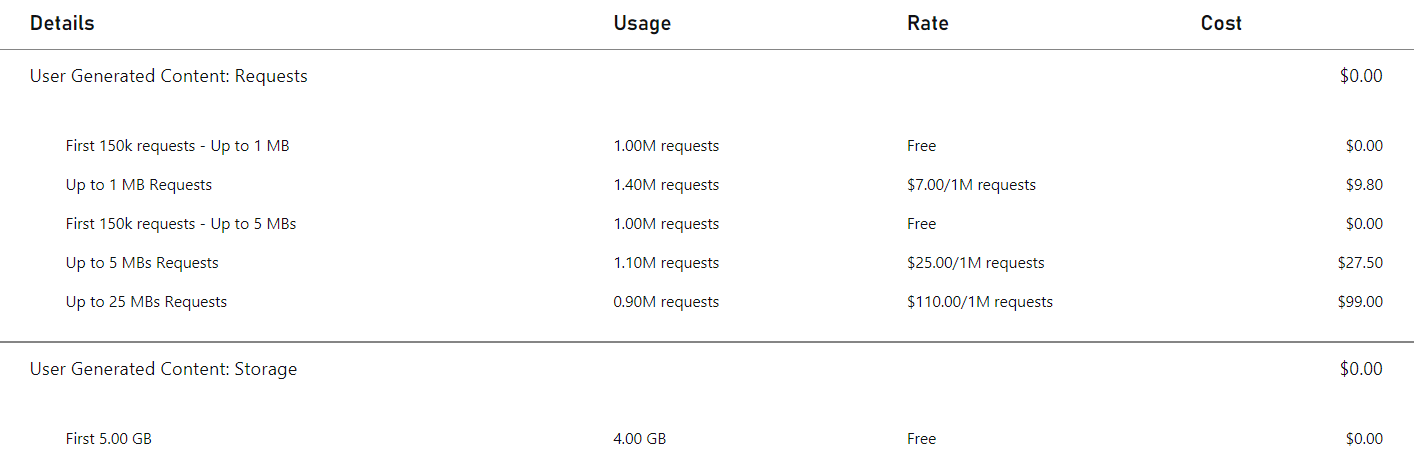 Details Usage Rate Cost
User Generated Content: Requests $0.00
First 150k requests - Up to 1 MB 1.00M requests Free $0.00
Up to 1 MB Requests 1.40M requests $7.00/1M requests $9.80
First 150k requests - Up to 5 MBs 1.00M requests Free $0.00
Up to 5 MBs Requests 1.10M requests $25.00/1M requests $27.50
Up to 25 MBs Requests 0.90M requests $110.00/1M requests $99.00
User Generated Content: Storage $0.00
First 5.00 GB 4.00 GB Free $0.00